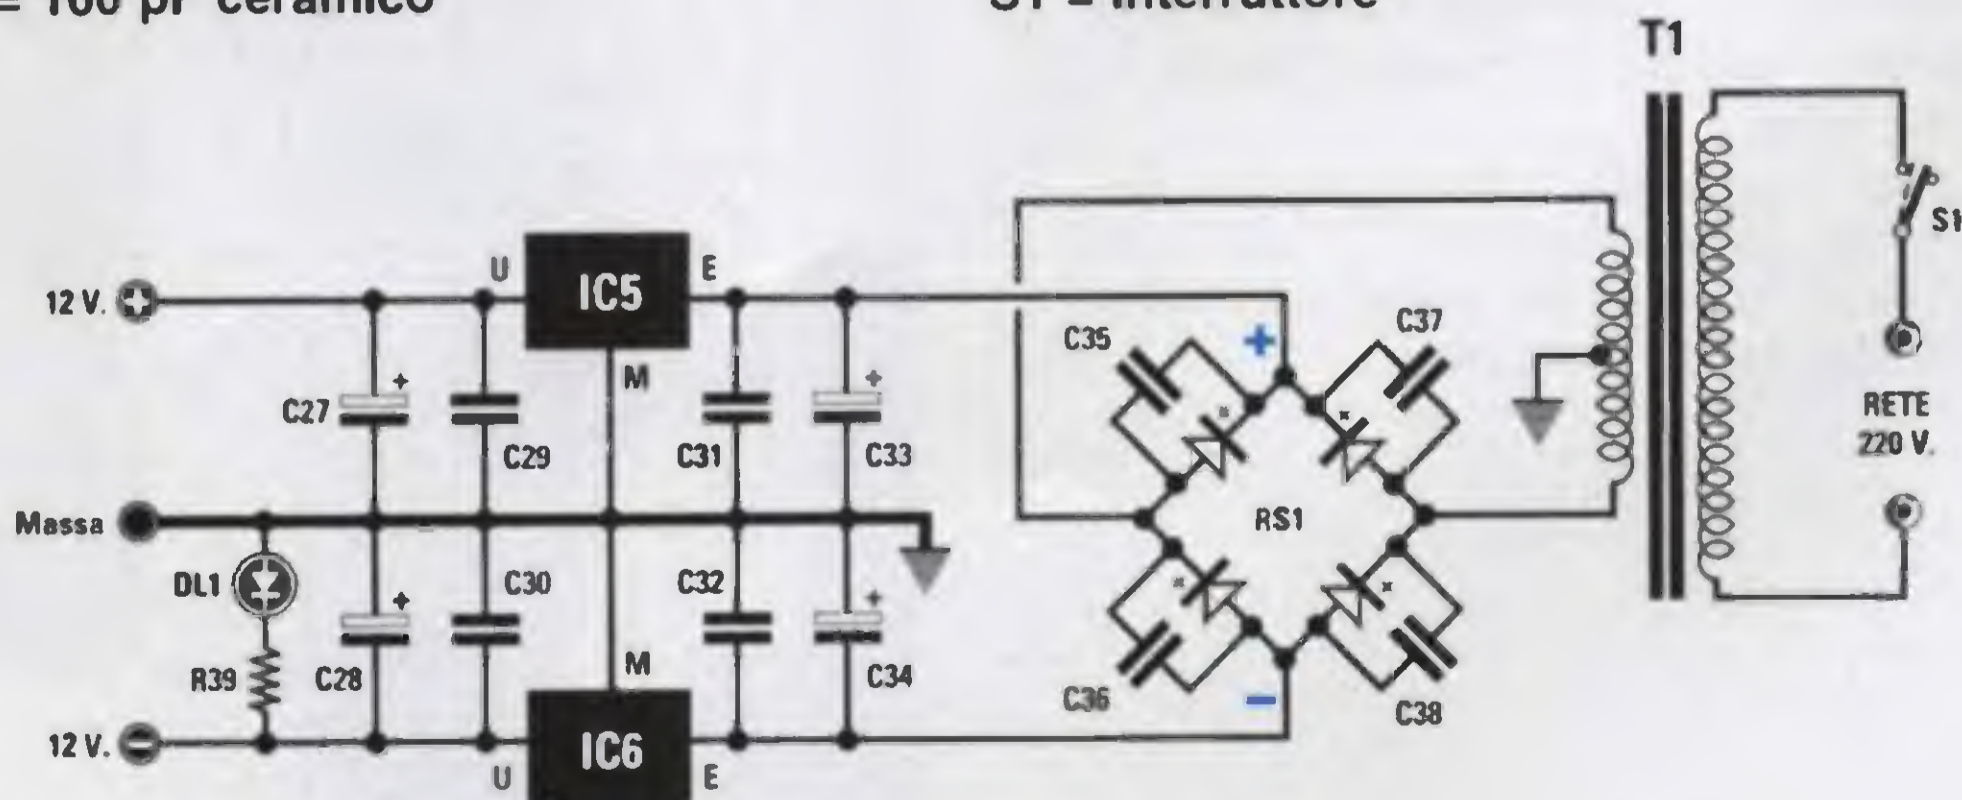 = 100 pF ceramico
S1 = interruttore
T1
S1
RETE
220 V.
12 V.
U
IC5
E
M
C35
+
C37
C27
+
C29
C31
+
C33
Massa
RS1
DL1
R39
C28
+
C30
C32
+
C34
M
C36
−
C38
12 V.
U
IC6
E